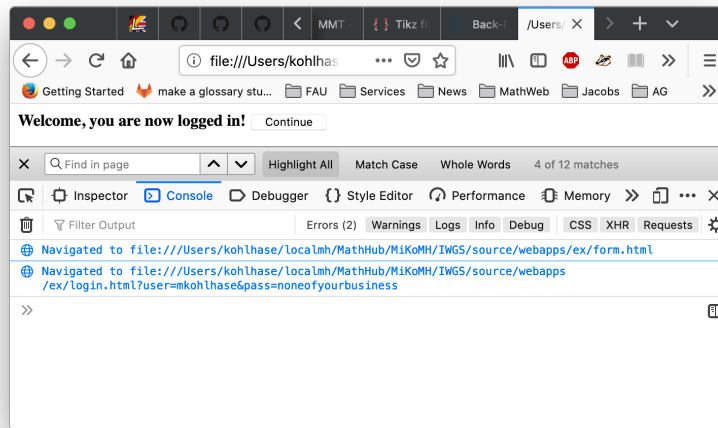 MMT
Tikz fi
Back-
/Users/
file:///Users/kohlhas
Getting Started
make a glossary stu...
FAU
Services
News
MathWeb
Jacobs
AG
Welcome, you are now logged in!
Continue
Find in page
Highlight All
Match Case
Whole Words
4 of 12 matches
Inspector
Console
Debugger
Style Editor
Performance
Memory
Filter Output
Errors (2)
Warnings
Logs
Info
Debug
CSS
XHR
Requests
Navigated to file:///Users/kohlhase/localmh/MathHub/MiKoMH/IWGS/source/webapps/ex/form.html
Navigated to file:///Users/kohlhase/localmh/MathHub/MiKoMH/IWGS/source/webapps
/ex/login.html?user=mkohlhase&pass=noneofyourbusiness